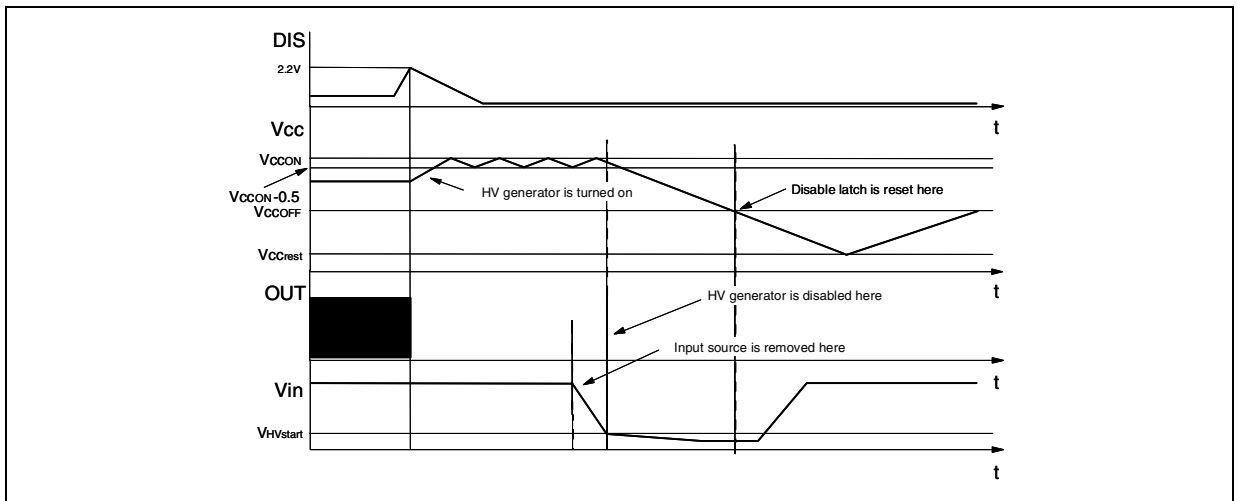 DIS
2.2V
t
Vcc
VCCON
HV generator is turned on
VCCON-0.5
Disable latch is reset here
VCCOFF
VCCrest
t
OUT
HV generator is disabled here
Input source is removed here
t
Vin
VHVstart
t